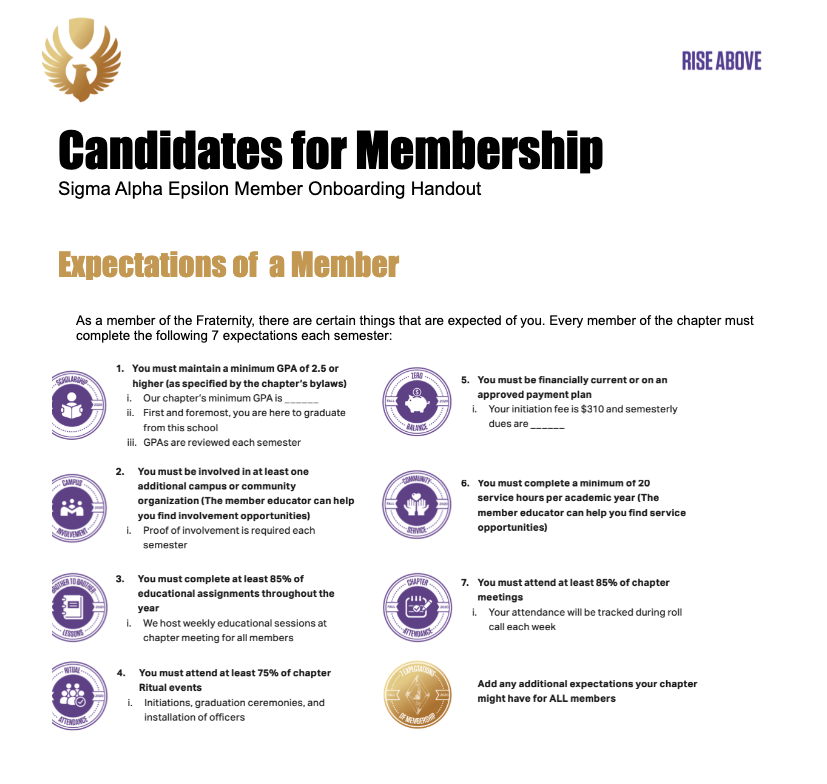 RISE ABOVE
Candidates for Membership
Sigma Alpha Epsilon Member Onboarding Handout
Expectations of a Member
As a member of the Fraternity, there are certain things that are expected of you. Every member of the chapter must
complete the following 7 expectations each semester:
SCHOLARSHIP
1. You must maintain a minimum GPA of 2.5 or
higher (as specified by the chapter's bylaws)
i. Our chapter's minimum GPA is ______
ii. First and foremost, you are here to graduate
from this school
iii. GPAs are reviewed each semester
CAMPUS
INVOLVEMENT
2. You must be involved in at least one
additional campus or community
organization (The member educator can help
you find involvement opportunities)
i. Proof of involvement is required each
semester
BROTHER TO BROTHER
LESSONS
3. You must complete at least 85% of
educational assignments throughout the
year
i. We host weekly educational sessions at
chapter meeting for all members
RITUAL
ATTENDANCE
4. You must attend at least 75% of chapter
Ritual events
i. Initiations, graduation ceremonies, and
installation of officers
ZERO
BALANCE
5. You must be financially current or on an
approved payment plan
i. Your initiation fee is $310 and semesterly
dues are ______
COMMUNITY
SERVICE
6. You must complete a minimum of 20
service hours per academic year (The
member educator can help you find service
opportunities)
CHAPTER
ATTENDANCE
7. You must attend at least 85% of chapter
meetings
i. Your attendance will be tracked during roll
call each week
7 EXPECTATIONS
OF MEMBERSHIP
Add any additional expectations your chapter
might have for ALL members